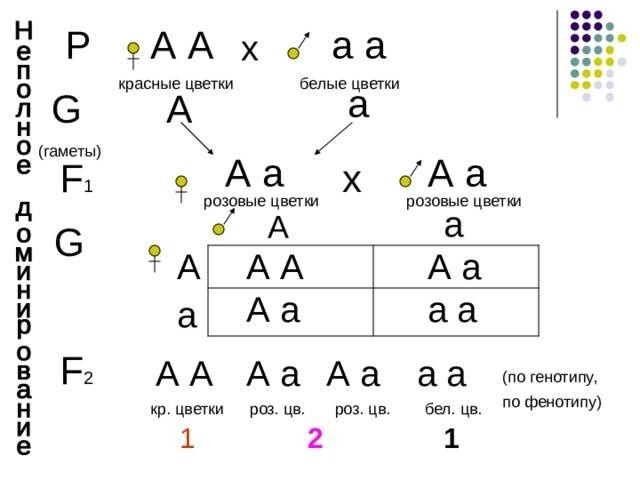 Неполное доминирование
P А А х а а
красные цветки белые цветки
G А а
(гаметы)
F1 А а х А а
розовые цветки розовые цветки
G А а
А А А А а
а А а а а
F2 А А А а А а а а (по генотипу,
кр. цветки роз. цв. роз. цв. бел. цв. по фенотипу)
1 2 1